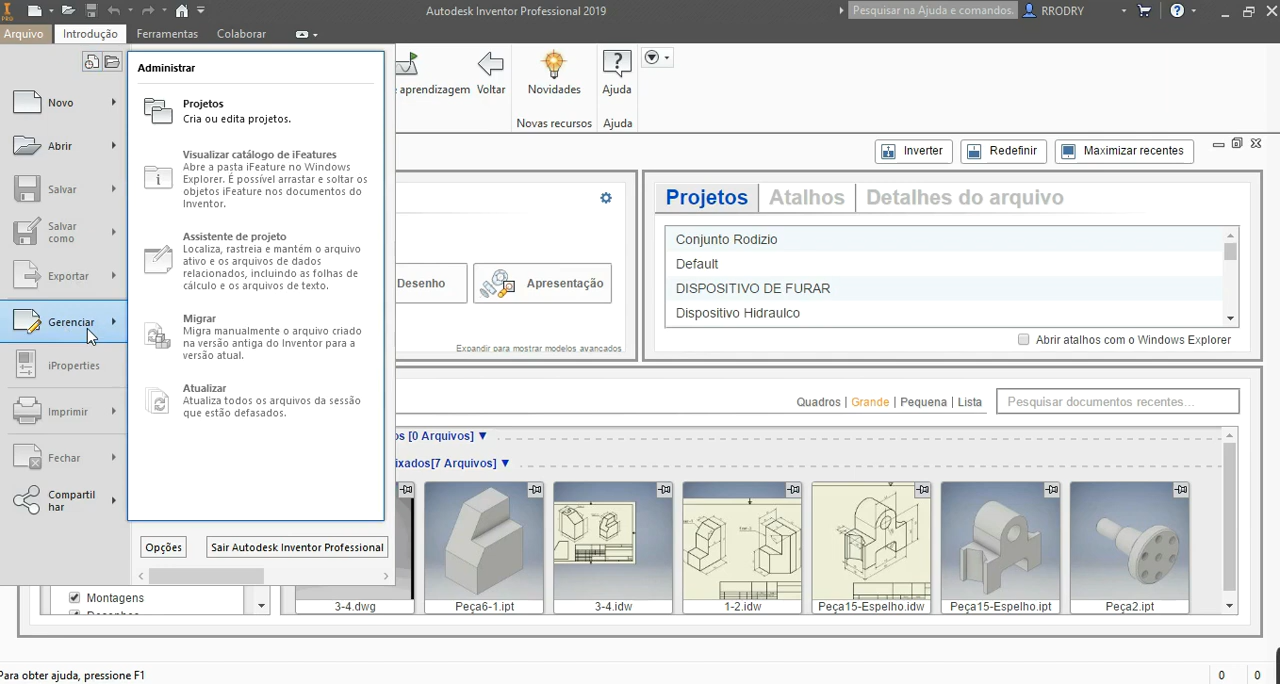 PRO
Autodesk Inventor Professional 2019
Pesquisar na Ajuda e comandos.
RRODRY
Arquivo
Introdução
Ferramentas
Colaborar
Novo
Abrir
Salvar
Salvar
como
Exportar
Gerenciar
iProperties
Imprimir
Fechar
Compartil
har
Administrar
Projetos
Cria ou edita projetos.
Visualizar catálogo de iFeatures
Abre a pasta iFeature no Windows
Explorer. É possível arrastar e soltar os
objetos iFeature nos documentos do
Inventor.
Assistente de projeto
Localiza, rastreia e mantém o arquivo
ativo e os arquivos de dados
relacionados, incluindo as folhas de
cálculo e os arquivos de texto.
Migrar
Migra manualmente o arquivo criado
na versão antiga do Inventor para a
versão atual.
Atualizar
Atualiza todos os arquivos da sessão
que estão defasados.
Opções
Sair Autodesk Inventor Professional
e aprendizagem
Voltar
Novidades
Ajuda
Novos recursos
Ajuda
Inverter
Redefinir
Maximizar recentes
Desenho
Apresentação
Expandir para mostrar modelos avançados
Projetos
Atalhos
Detalhes do arquivo
Conjunto Rodizio
Default
DISPOSITIVO DE FURAR
Dispositivo Hidraulco
Abrir atalhos com o Windows Explorer
Quadros | Grande | Pequena | Lista
Pesquisar documentos recentes...
os [0 Arquivos] ▼
ixados[7 Arquivos] ▼
3-4.dwg
Peça6-1.ipt
3-4.idw
1-2.idw
Peça15-Espelho.idw
Peça15-Espelho.ipt
Peça2.ipt
Montagens
Desenhos
Para obter ajuda, pressione F1
0
0